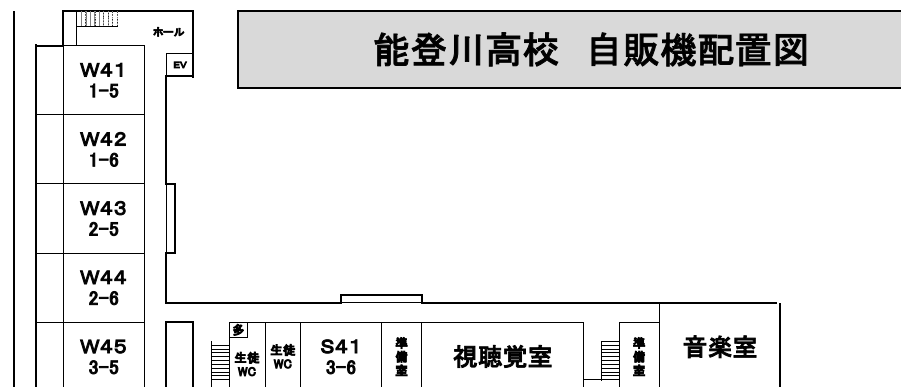 能登川高校 自販機配置図
ホール
EV
W41
1-5
W42
1-6
W43
2-5
W44
2-6
W45
3-5
多
生徒
WC
生徒
WC
S41
3-6
準備室
視聴覚室
準備室
音楽室